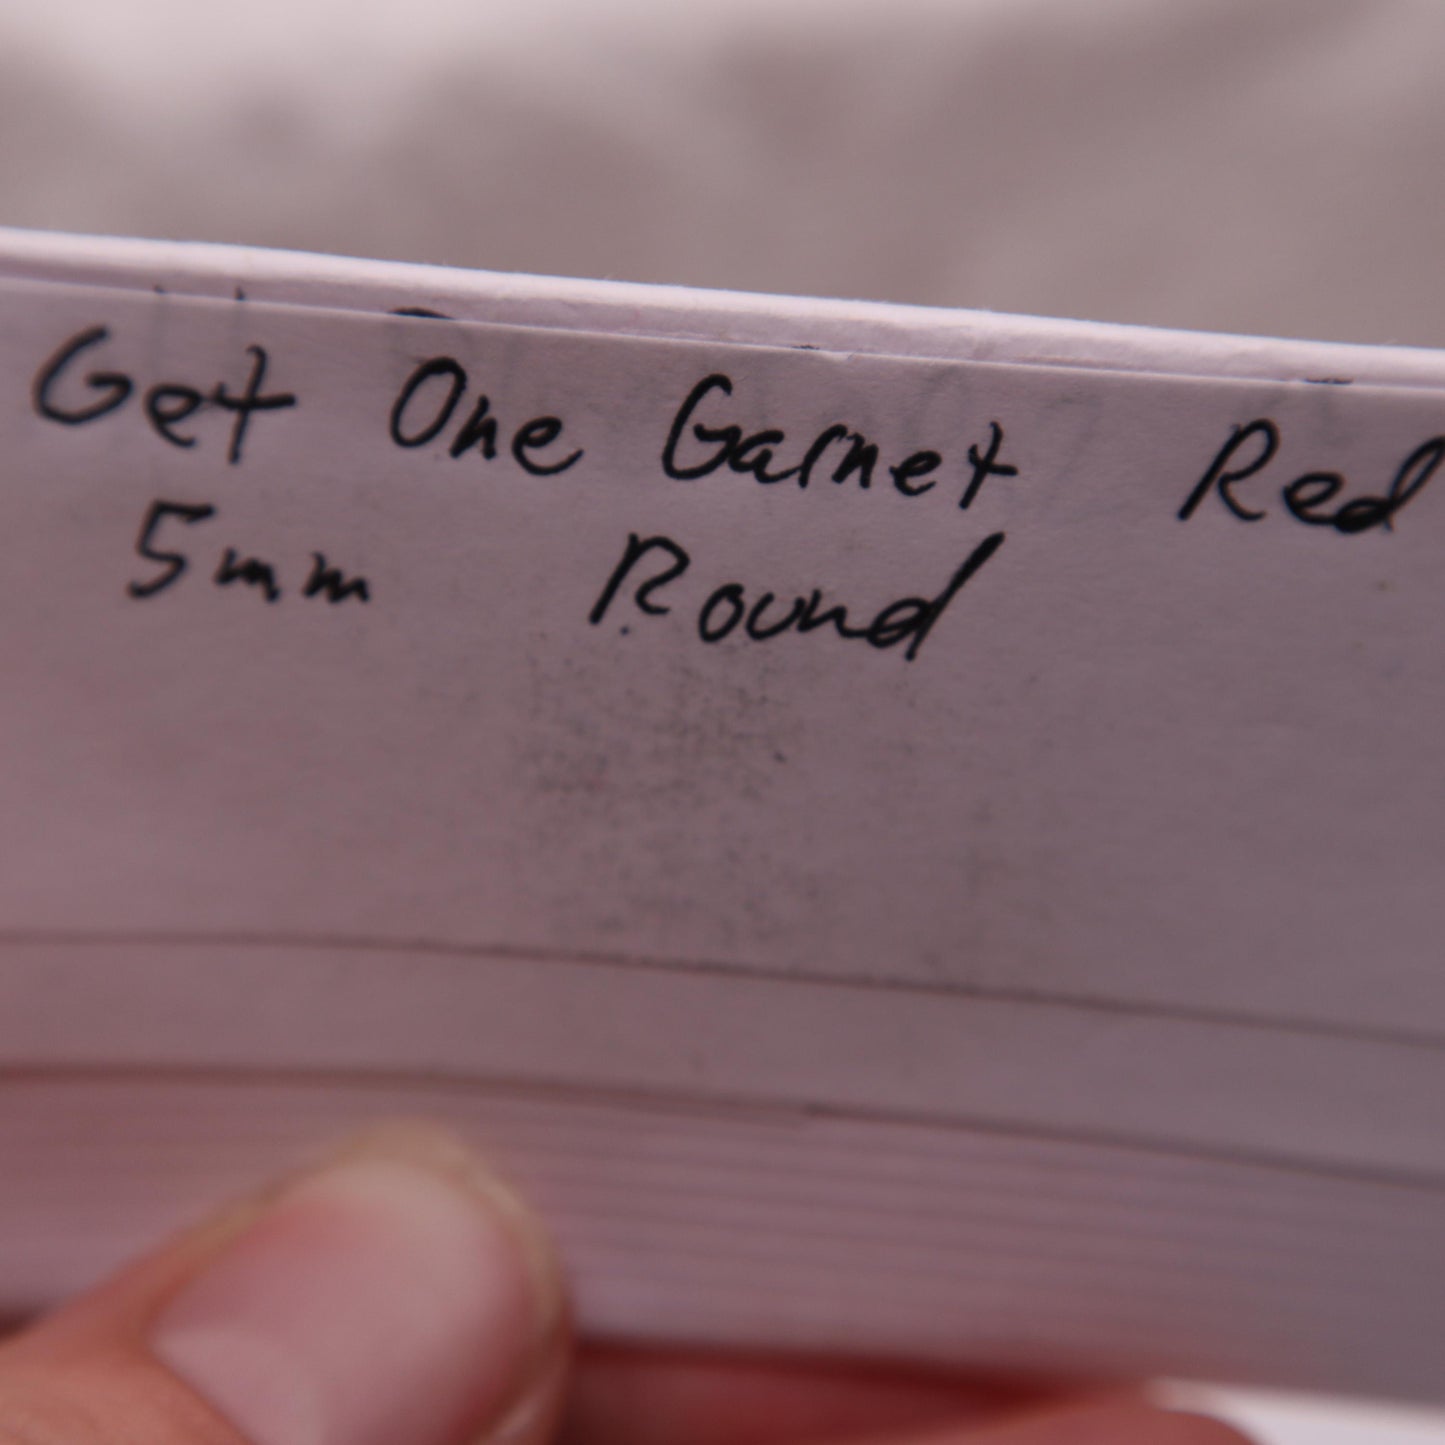 Get One Garnet Red
5mm Round